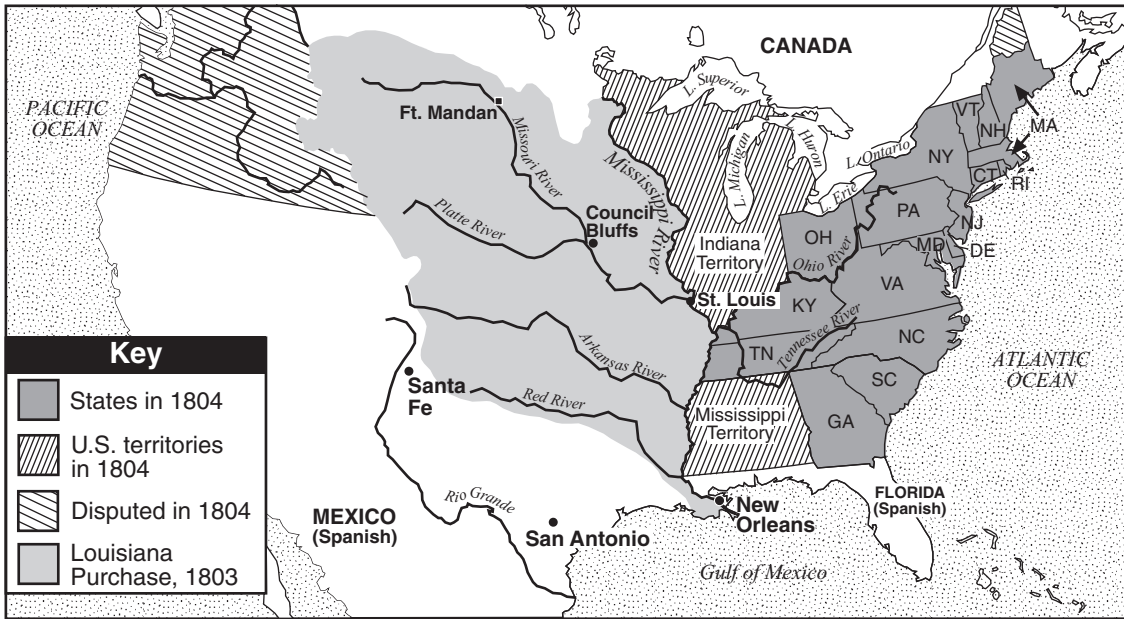 CANADA
PACIFIC
OCEAN
L. Superior
Ft. Mandan
Missouri River
Mississippi River
L. Michigan
Huron
L. Ontario
L. Erie
VT
NH
MA
NY
CT
RI
PA
NJ
OH
MD
DE
Ohio River
Platte River
Council
Bluffs
Indiana
Territory
VA
St. Louis
KY
Tennessee River
TN
NC
Arkansas River
SC
ATLANTIC
OCEAN
Santa
Fe
Red River
Mississippi
Territory
GA
Rio Grande
MEXICO
(Spanish)
San Antonio
New
Orleans
FLORIDA
(Spanish)
Gulf of Mexico
Key
States in 1804
U.S. territories
in 1804
Disputed in 1804
Louisiana
Purchase, 1803